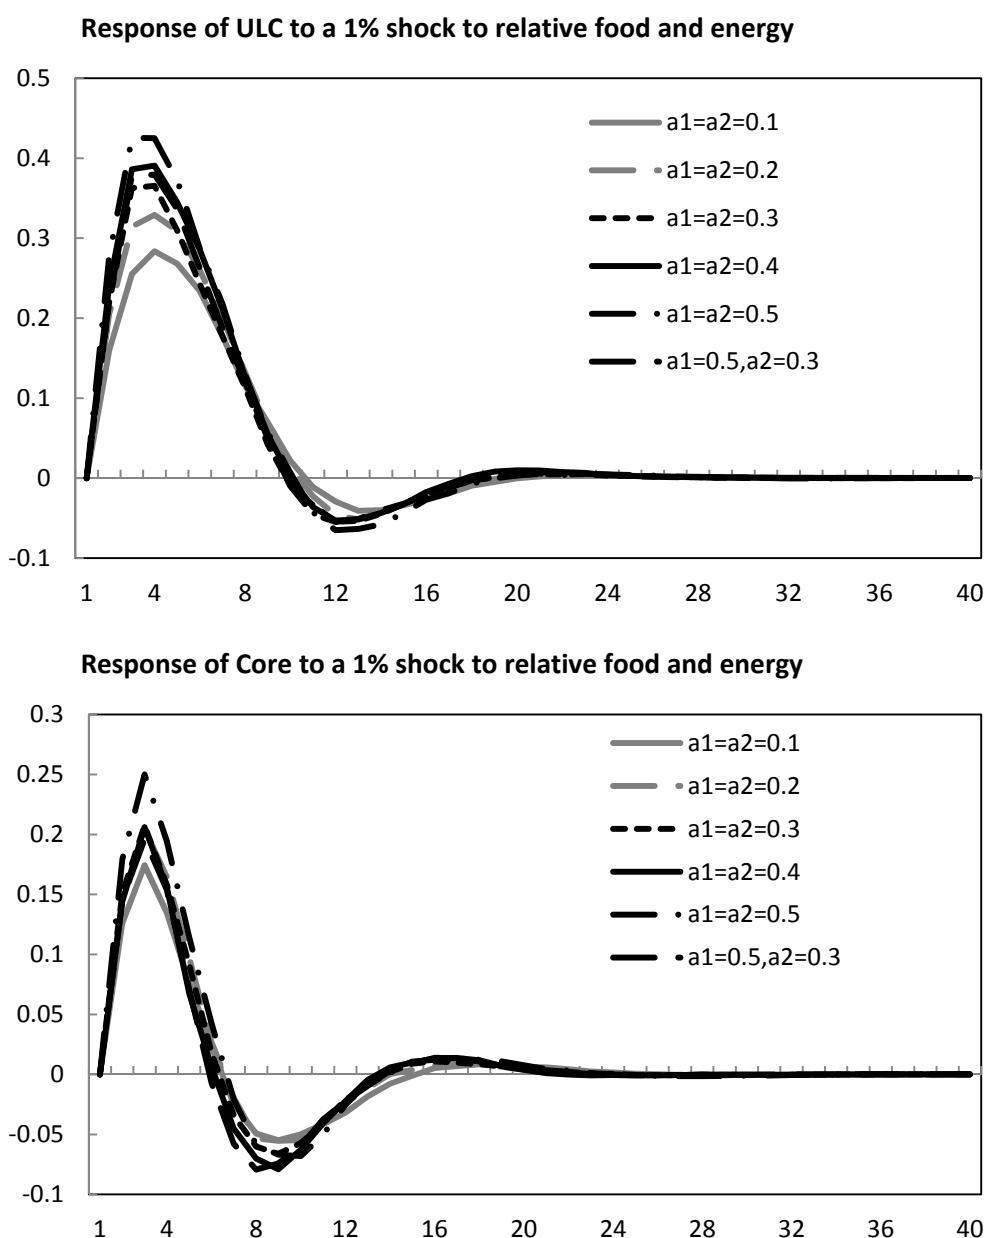 Response of ULC to a 1% shock to relative food and energy
0.5
0.4
0.3
0.2
0.1
0
-0.1
a1=a2=0.1
a1=a2=0.2
a1=a2=0.3
a1=a2=0.4
a1=a2=0.5
a1=0.5,a2=0.3
1 4 8 12 16 20 24 28 32 36 40
Response of Core to a 1% shock to relative food and energy
0.3
0.25
0.2
0.15
0.1
0.05
0
-0.05
-0.1
a1=a2=0.1
a1=a2=0.2
a1=a2=0.3
a1=a2=0.4
a1=a2=0.5
a1=0.5,a2=0.3
1 4 8 12 16 20 24 28 32 36 40